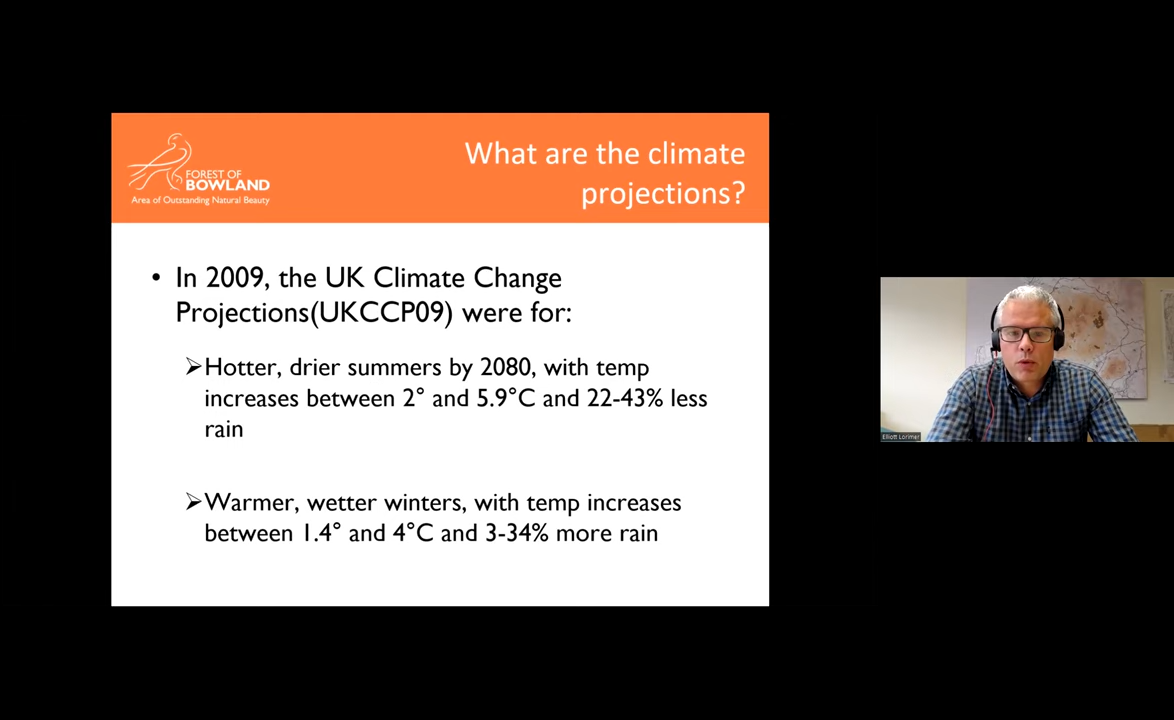 FOREST OF
BOWLAND
Area of Outstanding Natural Beauty
What are the climate
projections?
• In 2009, the UK Climate Change
Projections(UKCCP09) were for:
➢Hotter, drier summers by 2080, with temp
increases between 2° and 5.9°C and 22-43% less
rain
➢Warmer, wetter winters, with temp increases
between 1.4° and 4°C and 3-34% more rain
Elliott Lorimer